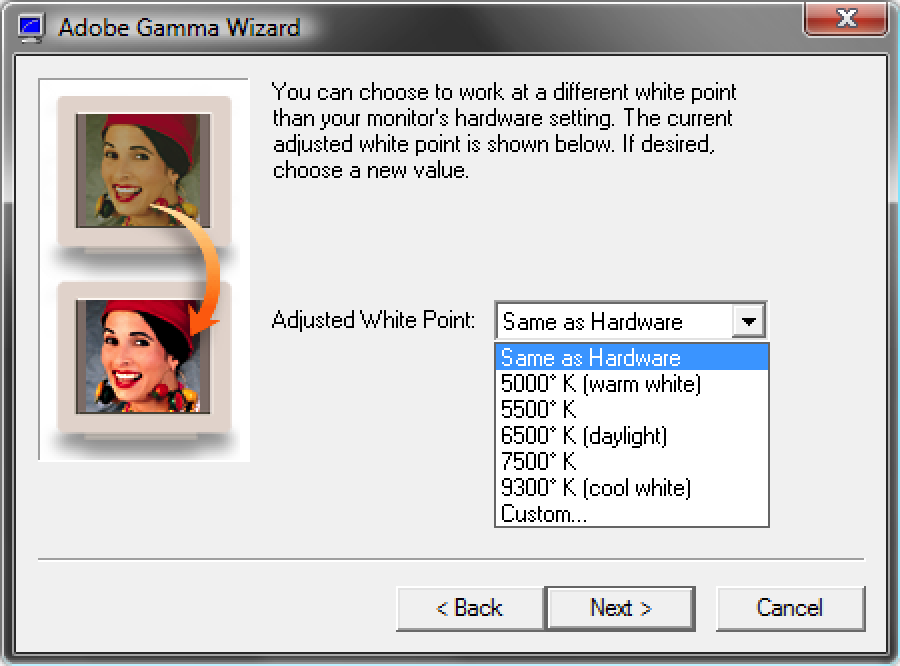 Adobe Gamma Wizard
You can choose to work at a different white point
than your monitor's hardware setting. The current
adjusted white point is shown below. If desired,
choose a new value.
Adjusted White Point: Same as Hardware
Same as Hardware
5000° K (warm white)
5500° K
6500° K (daylight)
7500° K
9300° K (cool white)
Custom...
< Back Next > Cancel